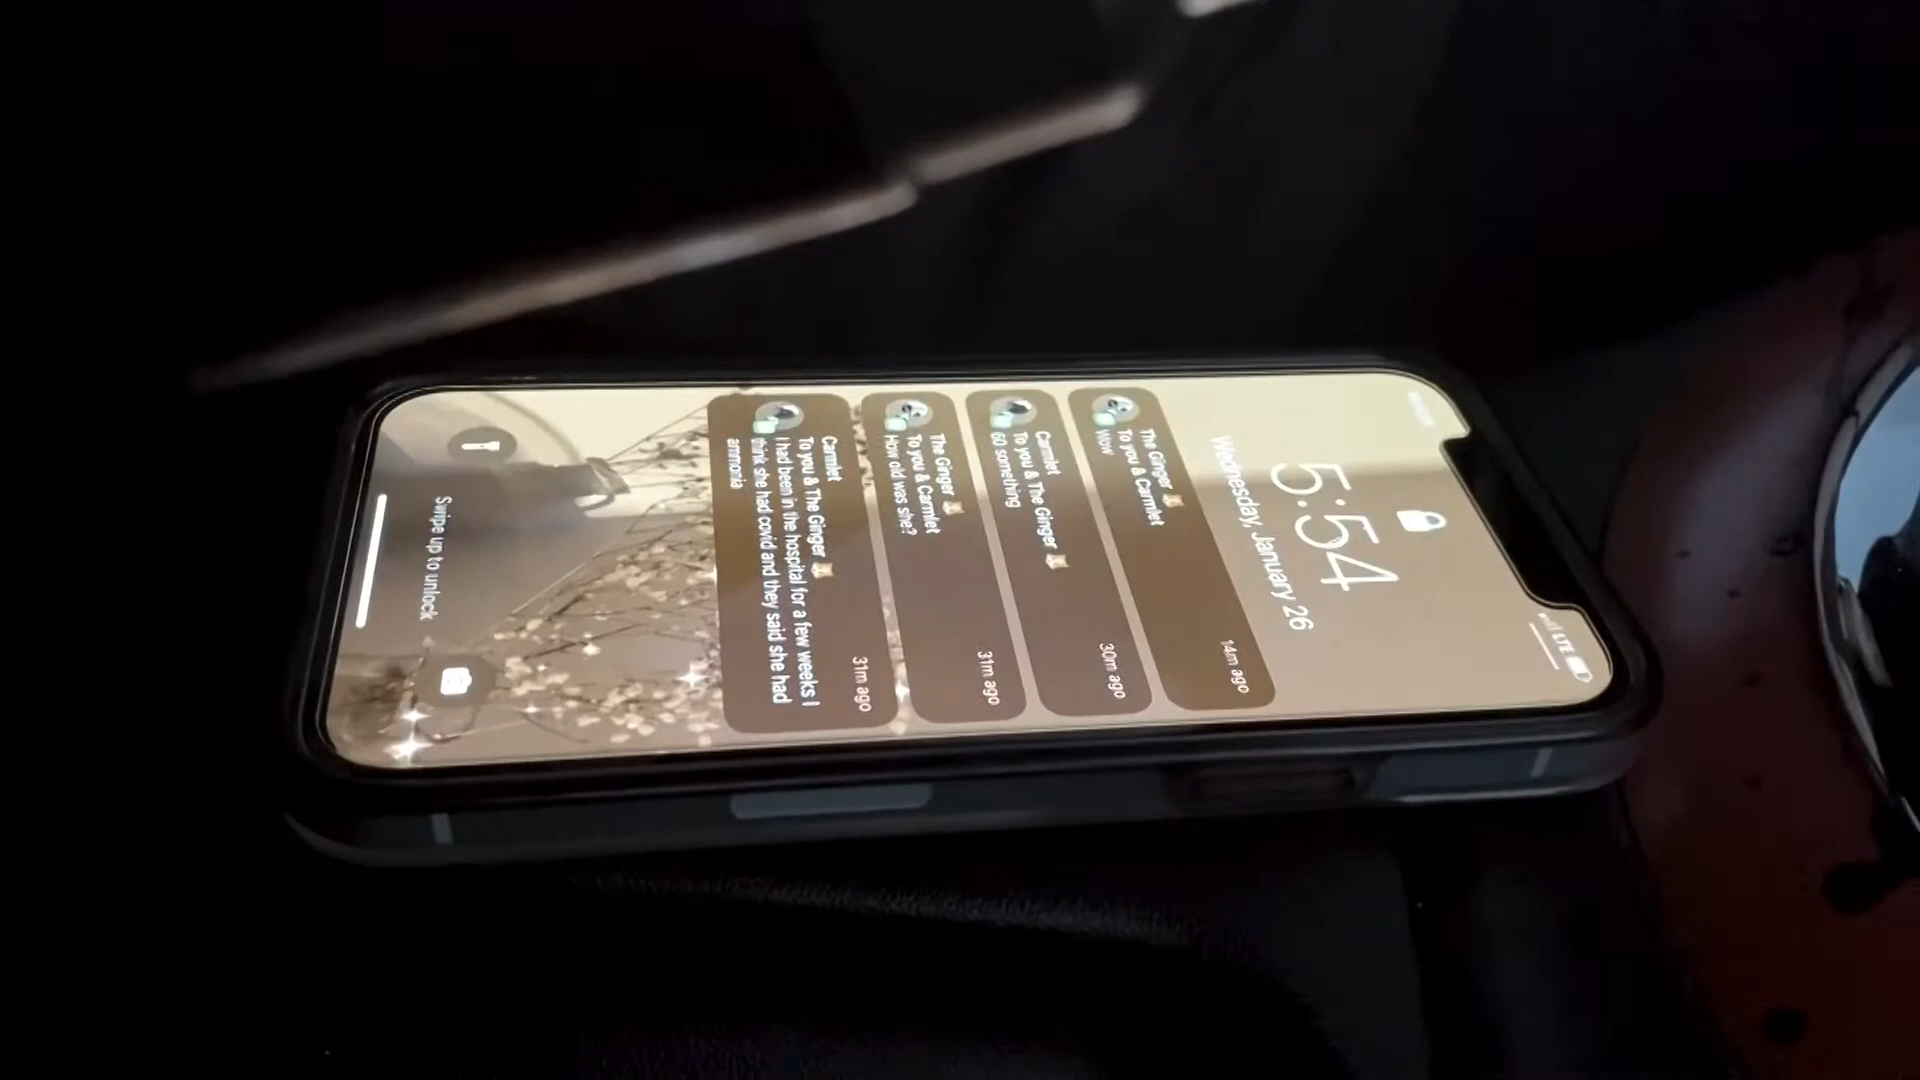 LTE
5:54
Wednesday, January 26
The Ginger
14m ago
To you & Carmlet
Wow
Carmlet
30m ago
To you & The Ginger
60 something
The Ginger
31m ago
To you & Carmlet
How old was she?
Carmlet
31m ago
To you & The Ginger
I had been in the hospital for a few weeks I
think she had covid and they said she had
ammonia
Swipe up to unlock